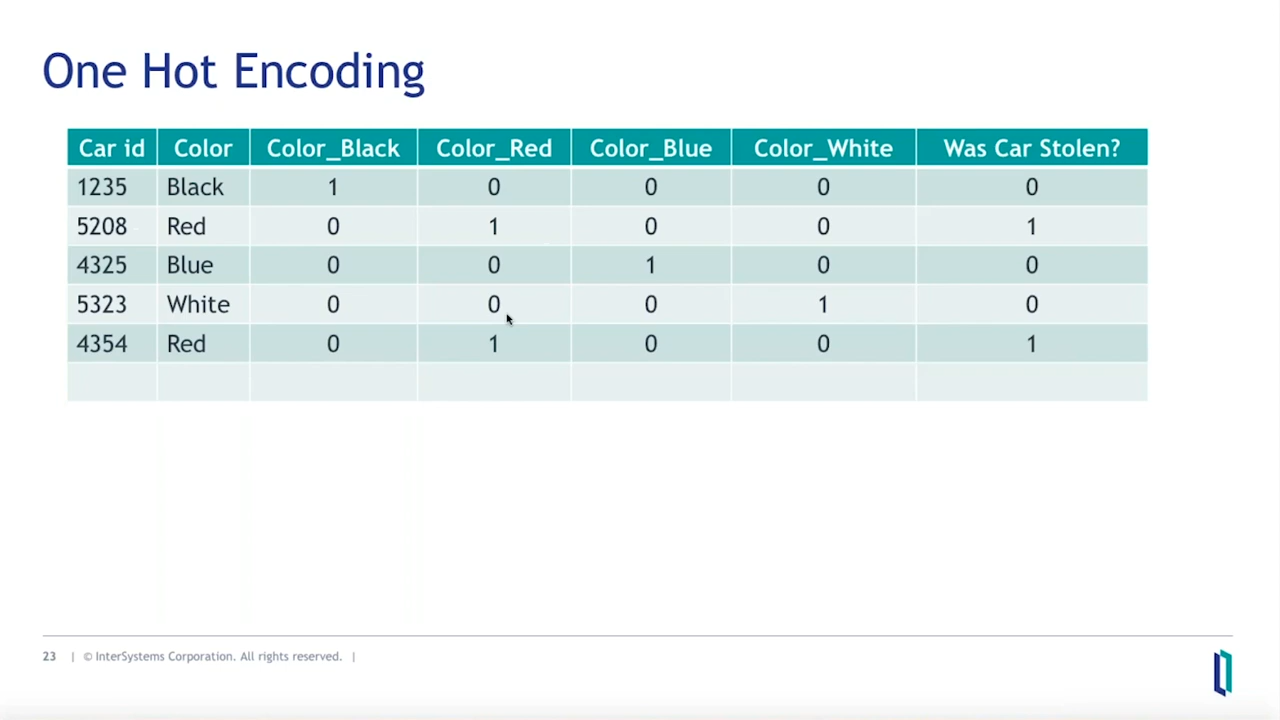 One Hot Encoding
Car id Color Color_Black Color_Red Color_Blue Color_White Was Car Stolen?
1235 Black 1 0 0 0 0
5208 Red 0 1 0 0 1
4325 Blue 0 0 1 0 0
5323 White 0 0 0 1 0
4354 Red 0 1 0 0 1
23 | © InterSystems Corporation. All rights reserved. |